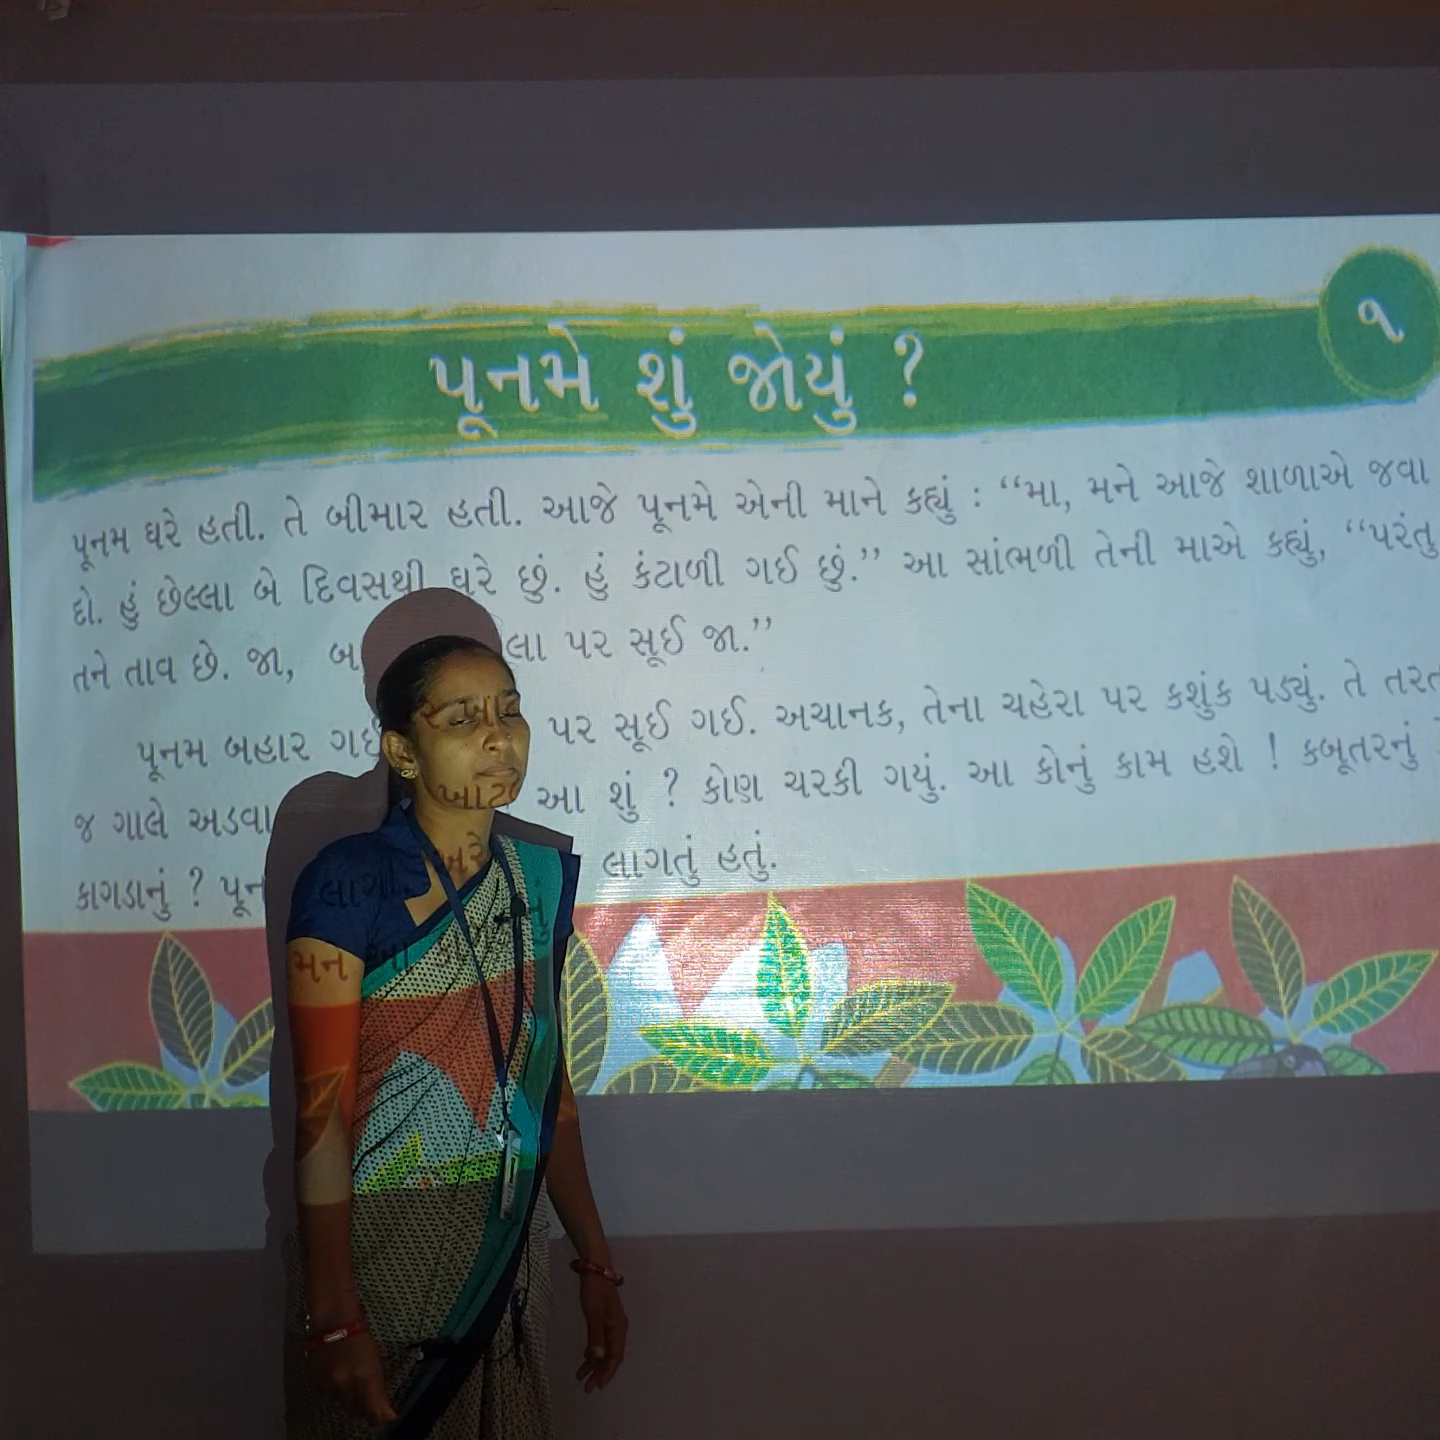 પૂનમે શું જોયું ?
૧
પૂનમ ઘરે હતી. તે બીમાર હતી. આજે પૂનમે એની માને કહ્યું : “મા, મને આજે શાળાએ જવા
દો. હું છેલ્લા બે દિવસથી ઘરે છું. હું કંટાળી ગઈ છું.” આ સાંભળી તેની માએ કહ્યું, “પરંતુ
તને તાવ છે. જા, પર સૂઈ જા.”
પૂનમ બહાર ગઈ પર સૂઈ ગઈ. અચાનક, તેના ચહેરા પર કશુંક પડ્યું. તે તરત
જ ગાલે અડવા આ શું ? કોણ ચરકી ગયું. આ કોનું કામ હશે ! કબૂતરનું
કાગડાનું ? લાગતું હતું.